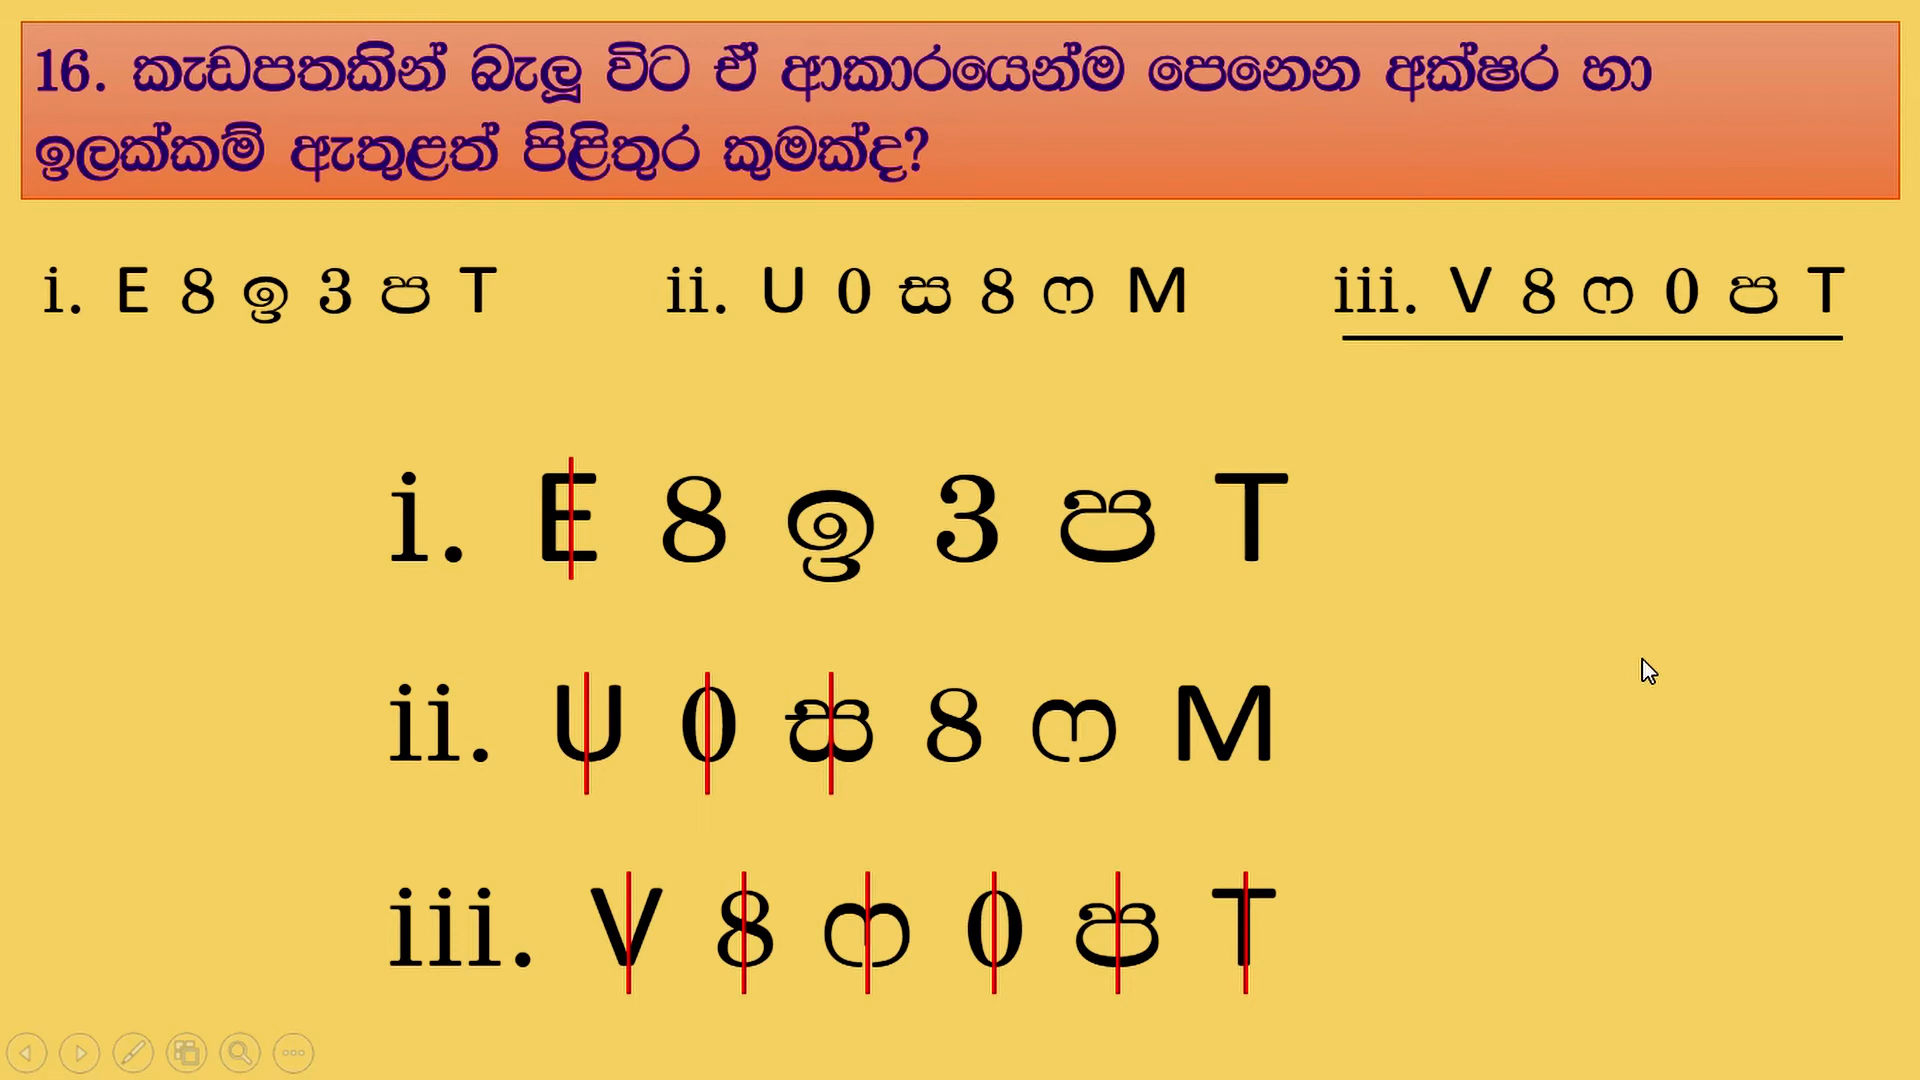 16. කැඩපතකින් බැලූ විට ඒ ආකාරයෙන්ම පෙනෙන අක්ෂර හා
ඉලක්කම් ඇතුළත් පිළිතුර කුමක්ද?
i. E 8 ඉ 3 ප T
ii. U 0 ස 8 ෆ M
iii. V 8 ෆ 0 ප T
i. E 8 ඉ 3 ප T
ii. U 0 ස 8 ෆ M
iii. V 8 ෆ 0 ප T